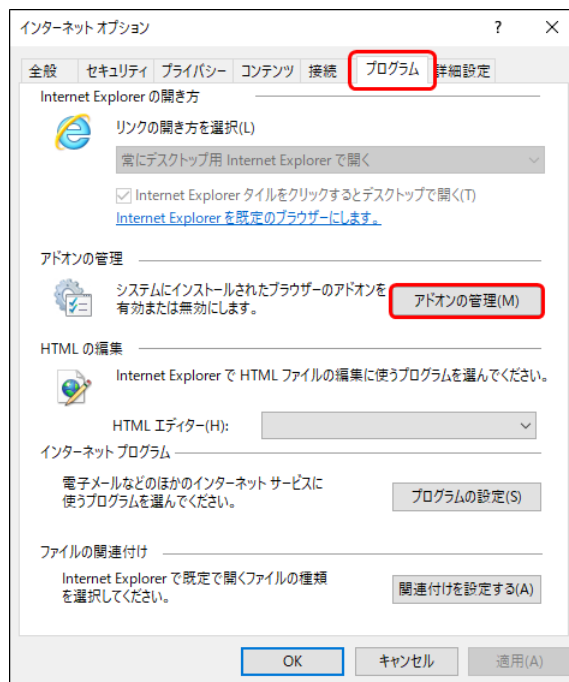 インターネット オプション ? ×
全般 セキュリティ プライバシー コンテンツ 接続 プログラム 詳細設定
Internet Explorer の開き方
リンクの開き方を選択(L)
常にデスクトップ用 Internet Explorer で開く
Internet Explorer タイルをクリックするとデスクトップで開く(T)
Internet Explorer を既定のブラウザーにします。
アドオンの管理
システムにインストールされたブラウザーのアドオンを
有効または無効にします。
アドオンの管理(M)
HTML の編集
Internet Explorer で HTML ファイルの編集に使うプログラムを選んでください。
HTML エディター(H):
インターネット プログラム
電子メールなどのほかのインターネット サービスに
使うプログラムを選んでください。
プログラムの設定(S)
ファイルの関連付け
Internet Explorer で既定で開くファイルの種類
を選択してください。
関連付けを設定する(A)
OK キャンセル 適用(A)